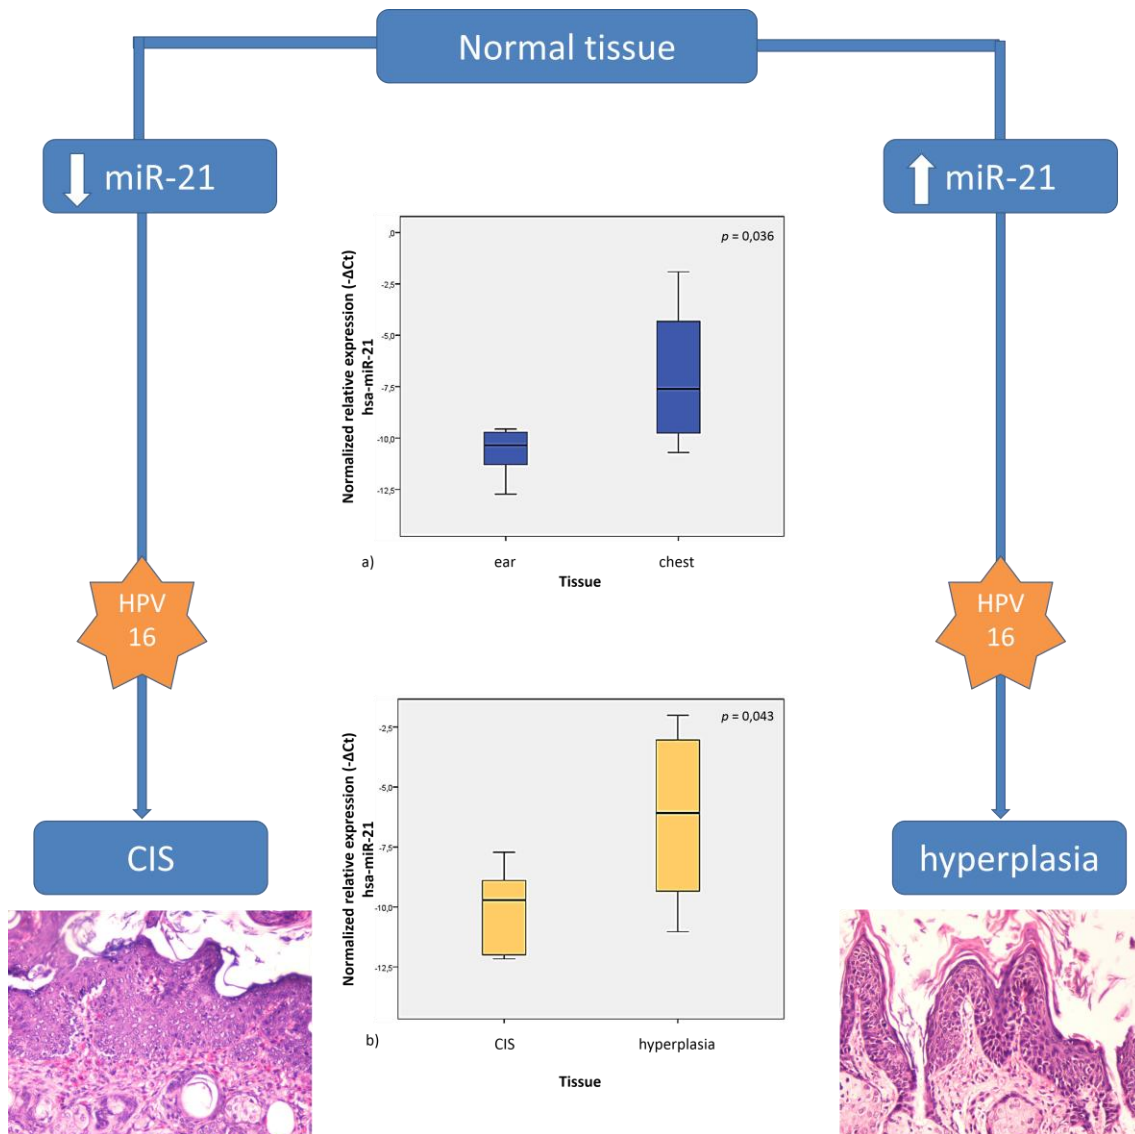 Normal tissue
miR-21
miR-21
p = 0,036
Normalized relative expression (-ΔCt)
hsa-miR-21
,0
-2,5
-5,0
-7,5
-10,0
-12,5
ear
chest
a)
Tissue
HPV
16
HPV
16
p = 0,043
Normalized relative expression (-ΔCt)
hsa-miR-21
-2,5
-5,0
-7,5
-10,0
-12,5
CIS
hyperplasia
b)
CIS
hyperplasia
Tissue